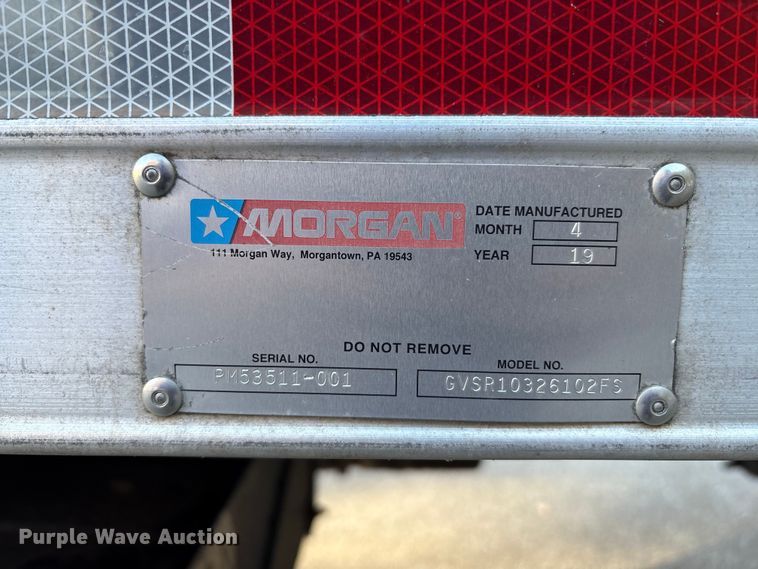 MORGAN®
111 Morgan Way, Morgantown, PA 19543
DATE MANUFACTURED
MONTH 4
YEAR 19
DO NOT REMOVE
SERIAL NO. MODEL NO.
PM53511-001 GVSR10326102FS
Purple Wave Auction